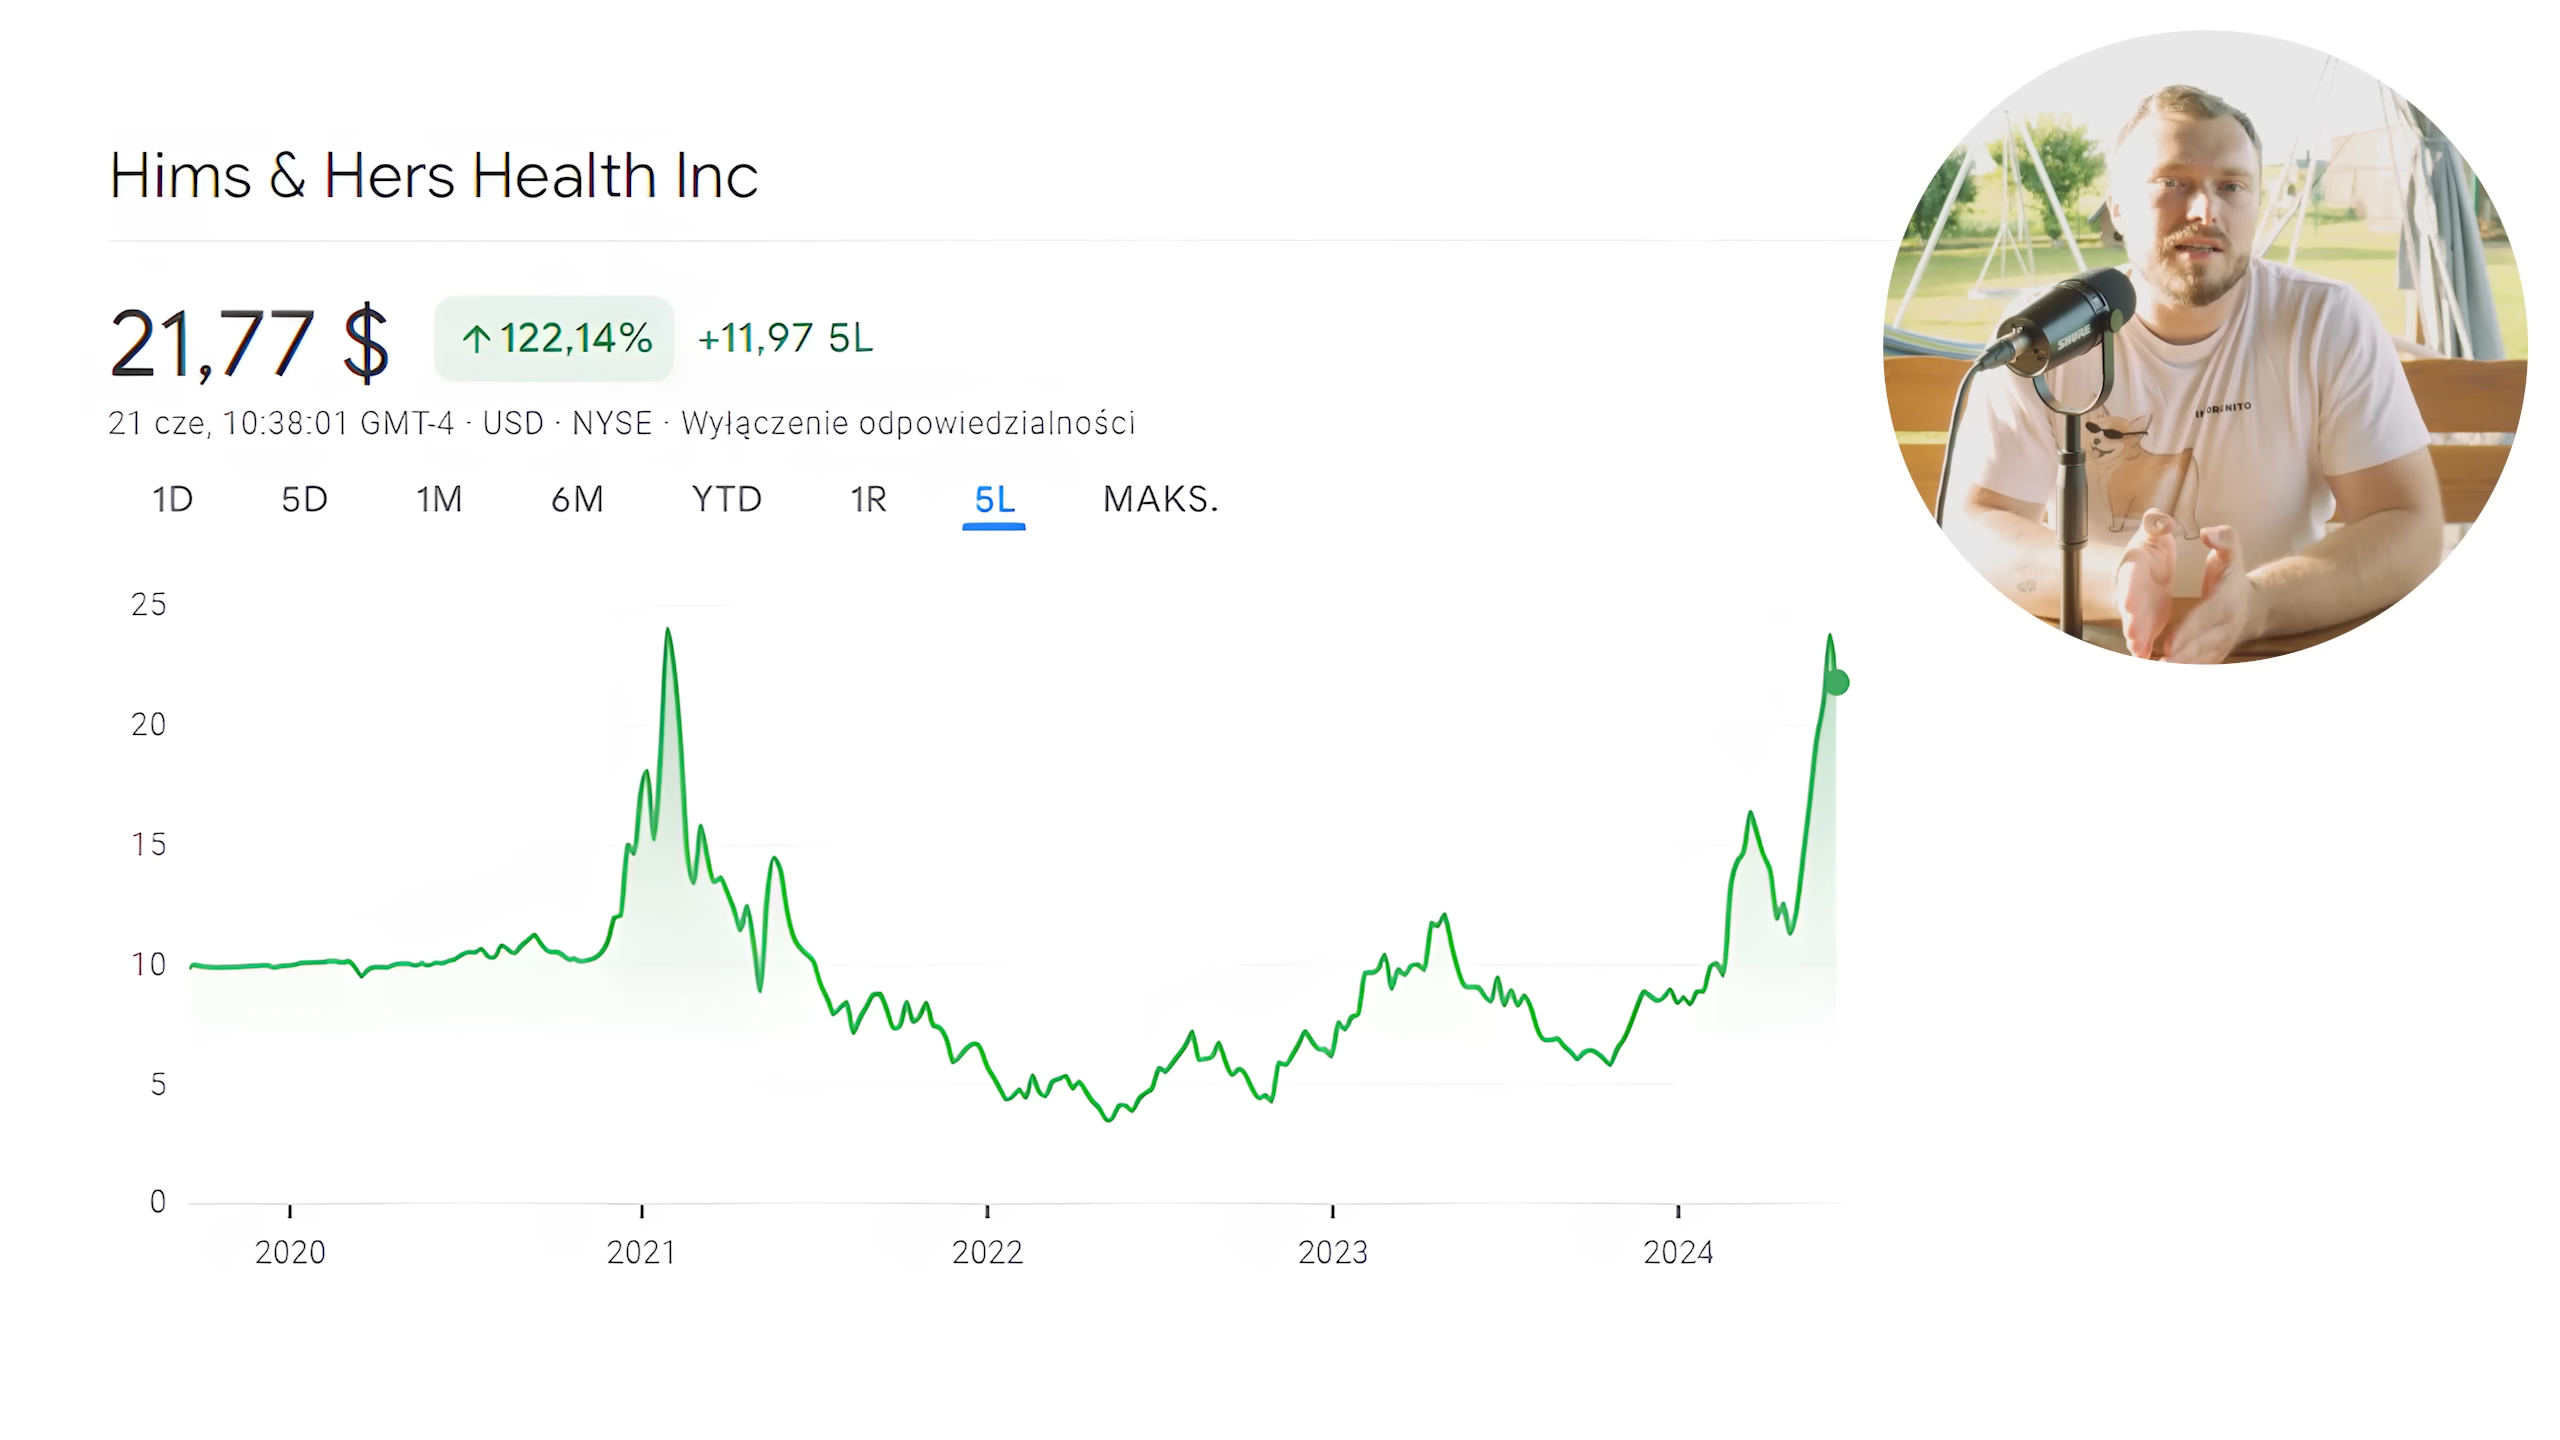 Hims & Hers Health Inc
21,77 $ ↑122,14% +11,97 5L
21 cze, 10:38:01 GMT-4 · USD · NYSE · Wyłączenie odpowiedzialności
1D 5D 1M 6M YTD 1R 5L MAKS.
25
20
15
10
5
0
2020 2021 2022 2023 2024
SHURE